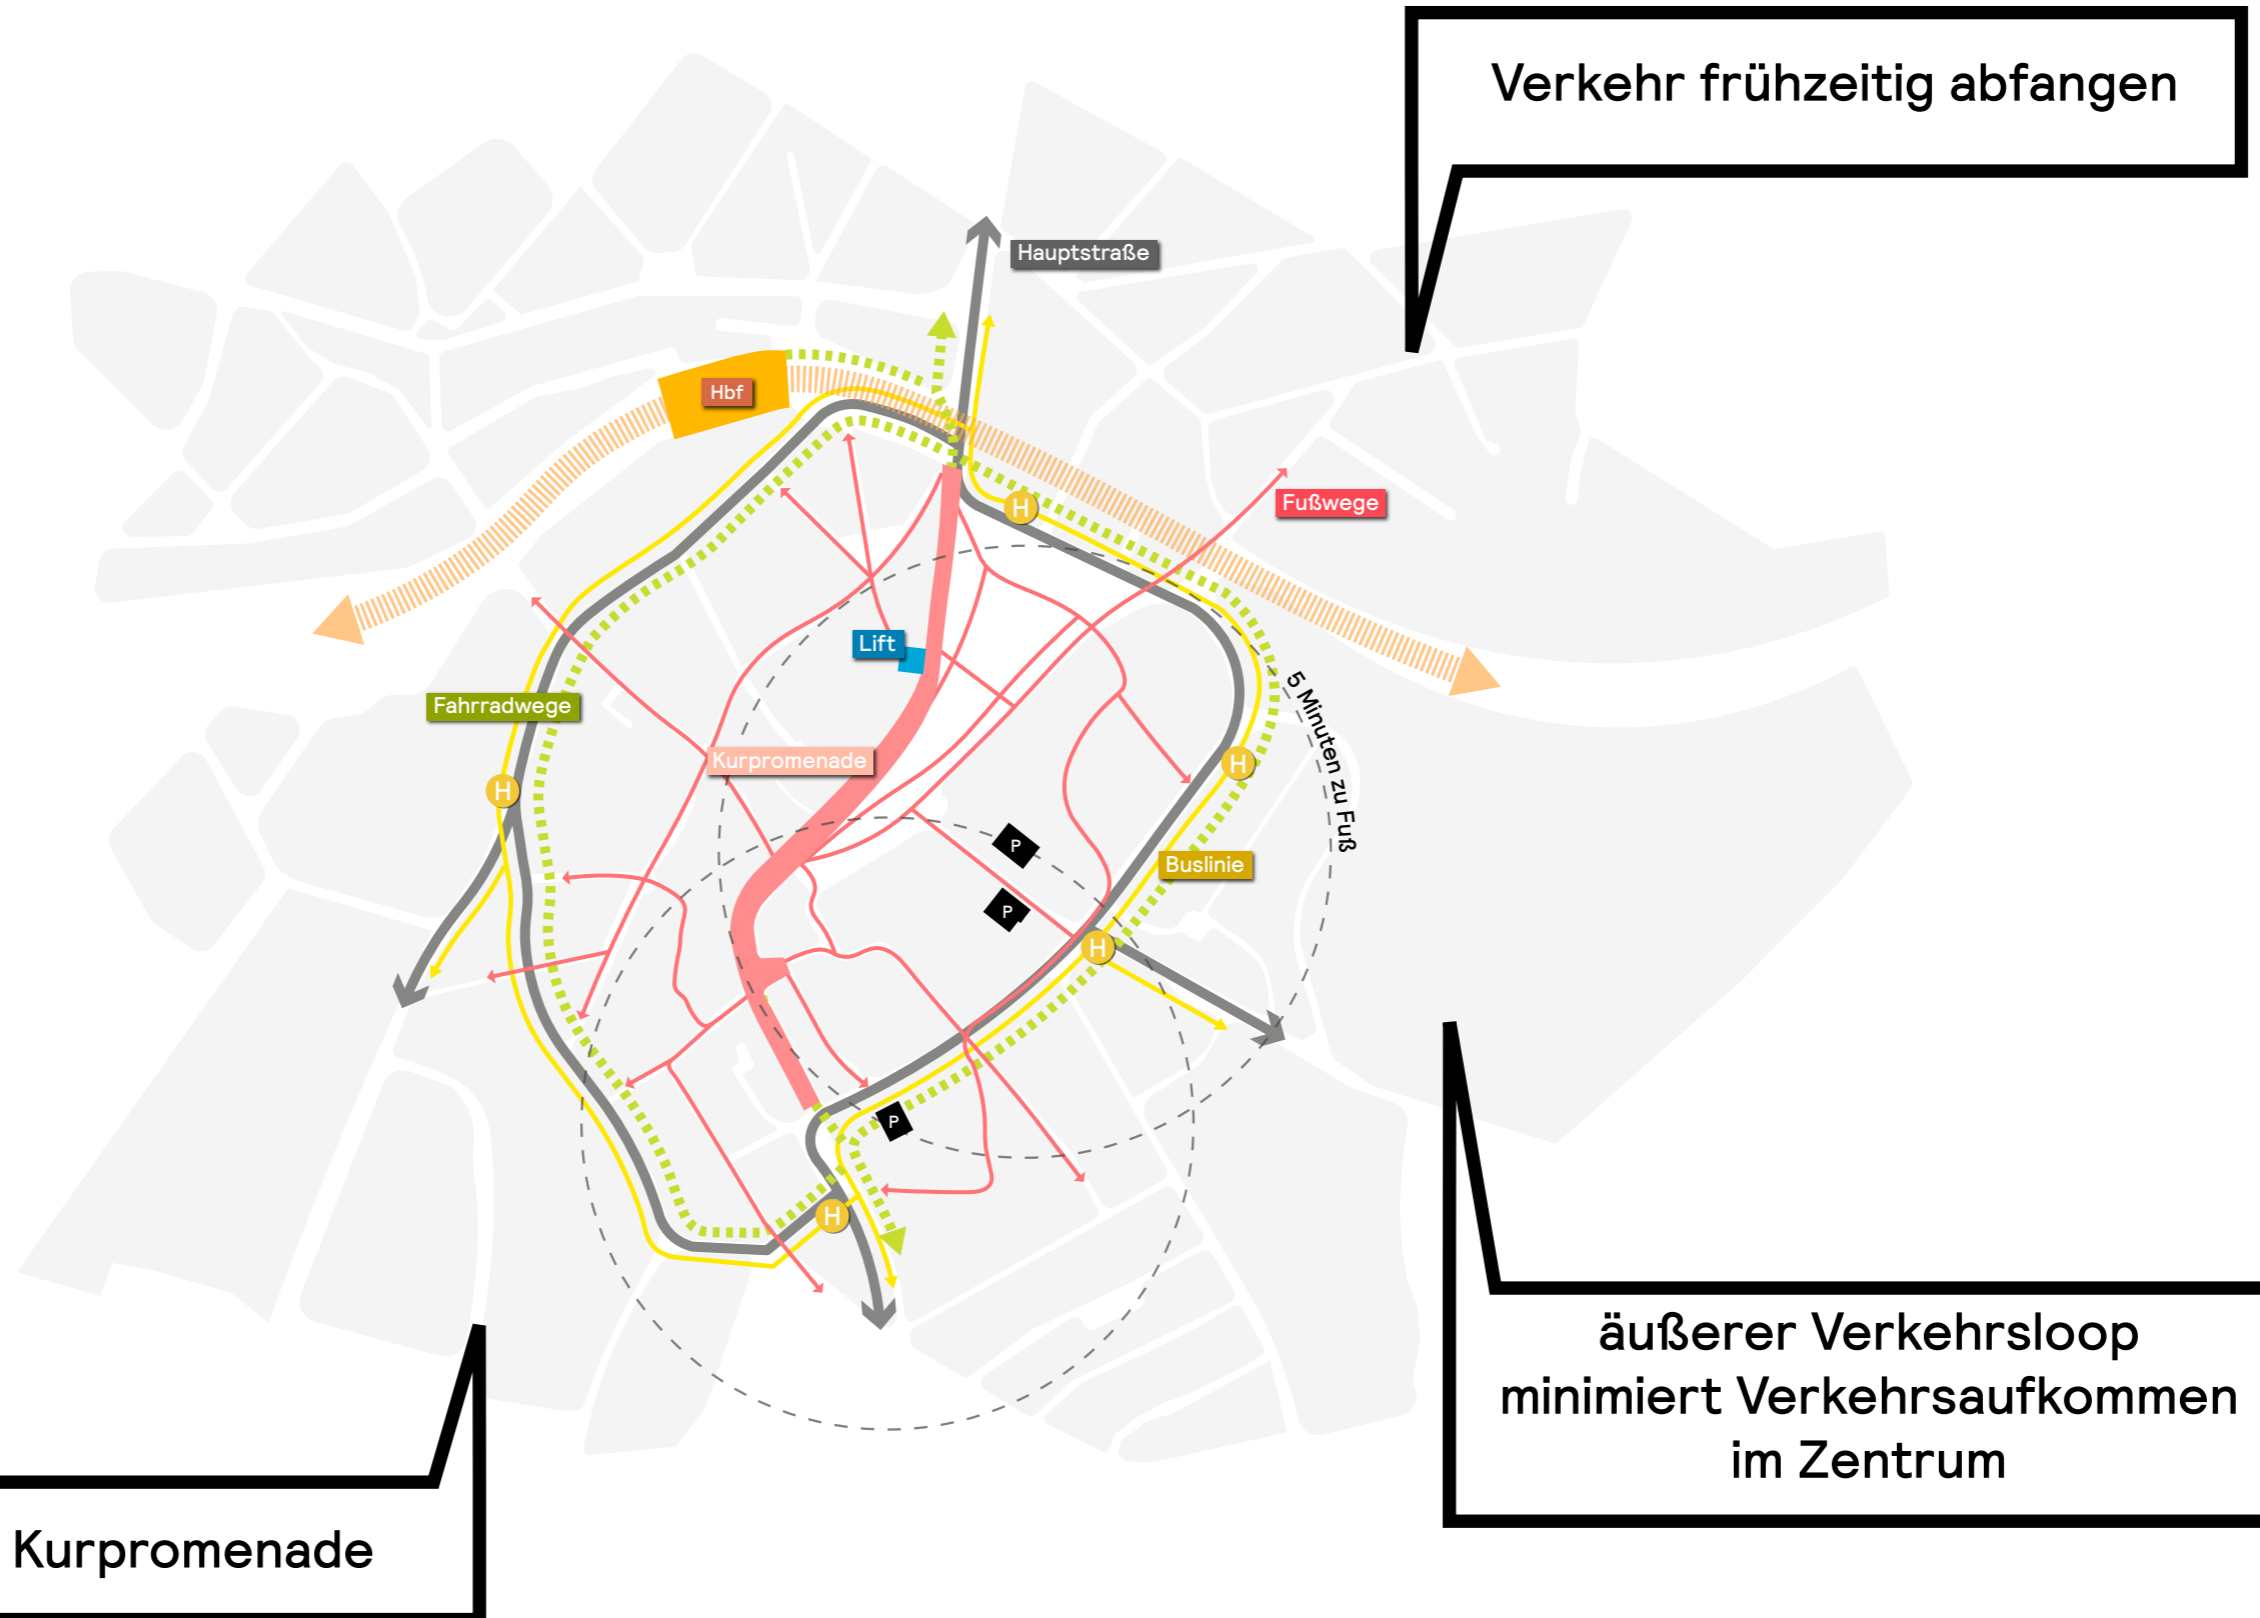 Verkehr frühzeitig abfangen
Hauptstraße
Hbf
Fußwege
H
Lift
5 Minuten zu Fuß
Fahrradwege
Kurpromenade
H
H
P
Buslinie
P
H
P
H
äußerer Verkehrsloop
minimiert Verkehrsaufkommen
im Zentrum
Kurpromenade